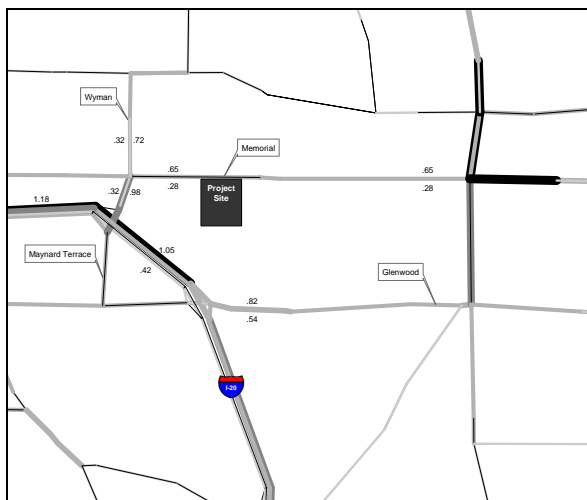 Wyman
.32 .72
Memorial
.65
.65
.28
.28
Project
Site
.32 .98
1.18
1.05
.42
Maynard Terrace
Glenwood
.82
.54
I-20